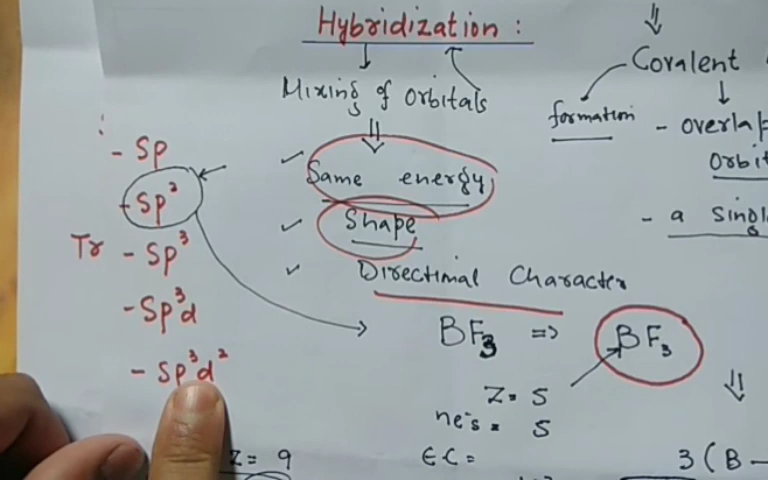 Hybridization :
Mixing of orbitals
Same energy
Shape
Directional Character
- Sp
- Sp²
Tr - Sp³
- Sp³d
- Sp³d²
BF₃ => BF₃
Z = 5
ne⁻s = 5
EC =
Z = 9
Covalent
formation
- overlap
Orbit
- a Singl
3 (B -